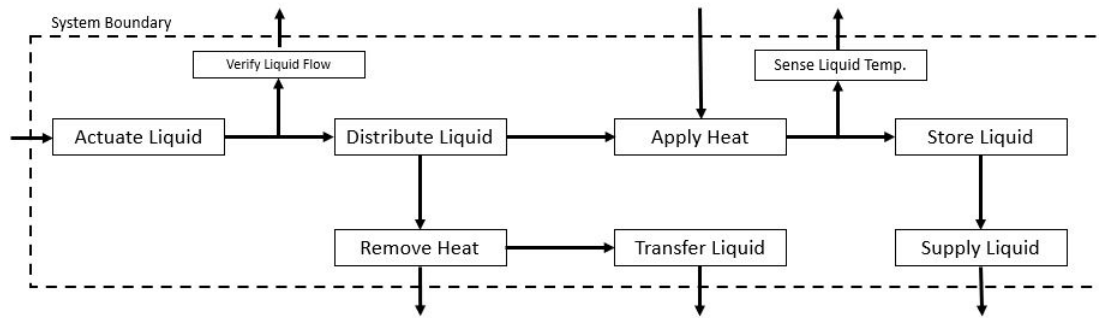 System Boundary
Verify Liquid Flow
Sense Liquid Temp.
Actuate Liquid
Distribute Liquid
Apply Heat
Store Liquid
Remove Heat
Transfer Liquid
Supply Liquid